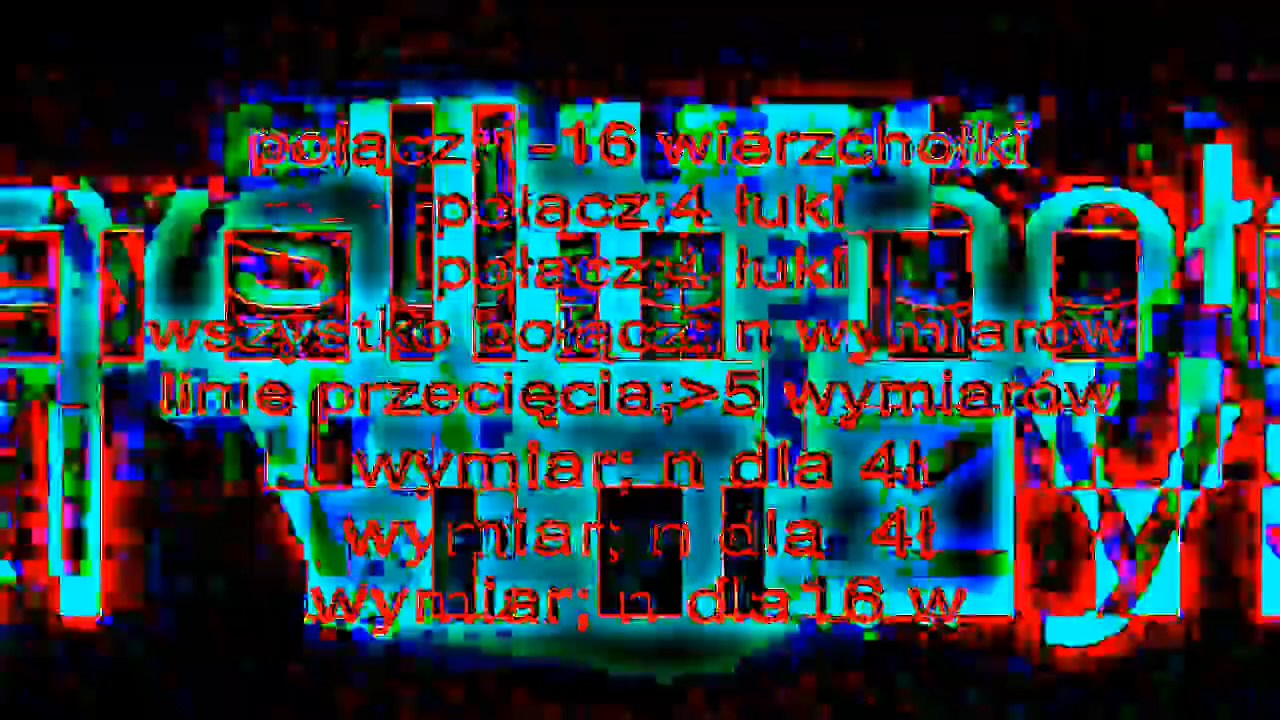 połącz;1-16 wierzchołki
połącz;4 łuki
połącz;4 łuki
wszystko połącz; n wymiarów
linie przecięcia;>5 wymiarów
wymiar; n dla 4ł
wymiar; n dla 4ł
wymiar; n dla16 w